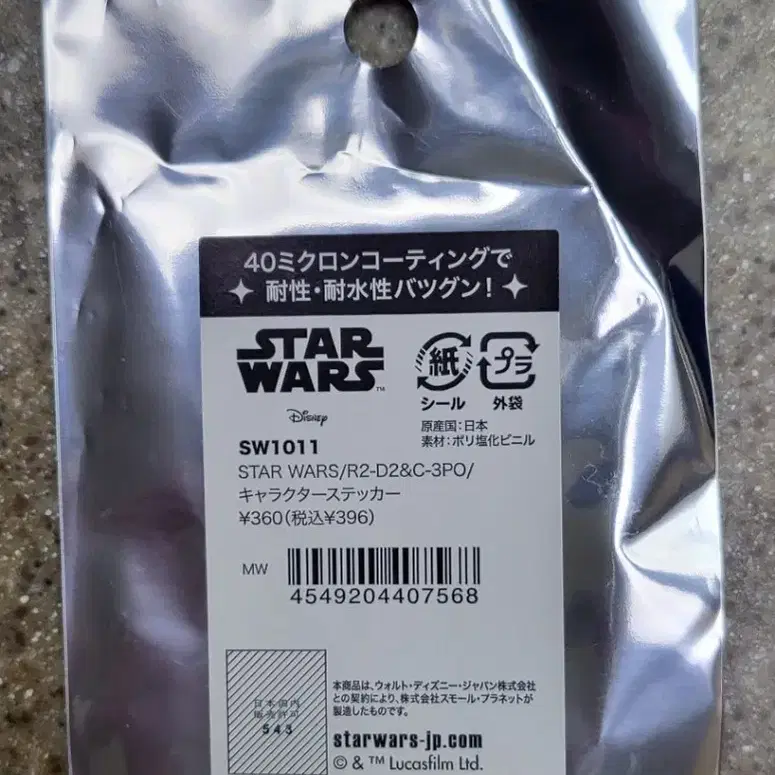 40ミクロンコーティングで
耐性・耐水性バツグン!
STAR
WARS™
紙 プラ
シール 外袋
Disney
原産国:日本
素材:ポリ塩化ビニル
SW1011
STAR WARS/R2-D2&C-3PO/
キャラクターステッカー
¥360(税込¥396)
MW
4549204407568
日本国内
販売許可
543
本商品は、ウォルト・ディズニー・ジャパン株式会社
との契約により、株式会社スモール・プラネットが
製造したものです。
starwars-jp.com
© & ™ Lucasfilm Ltd.